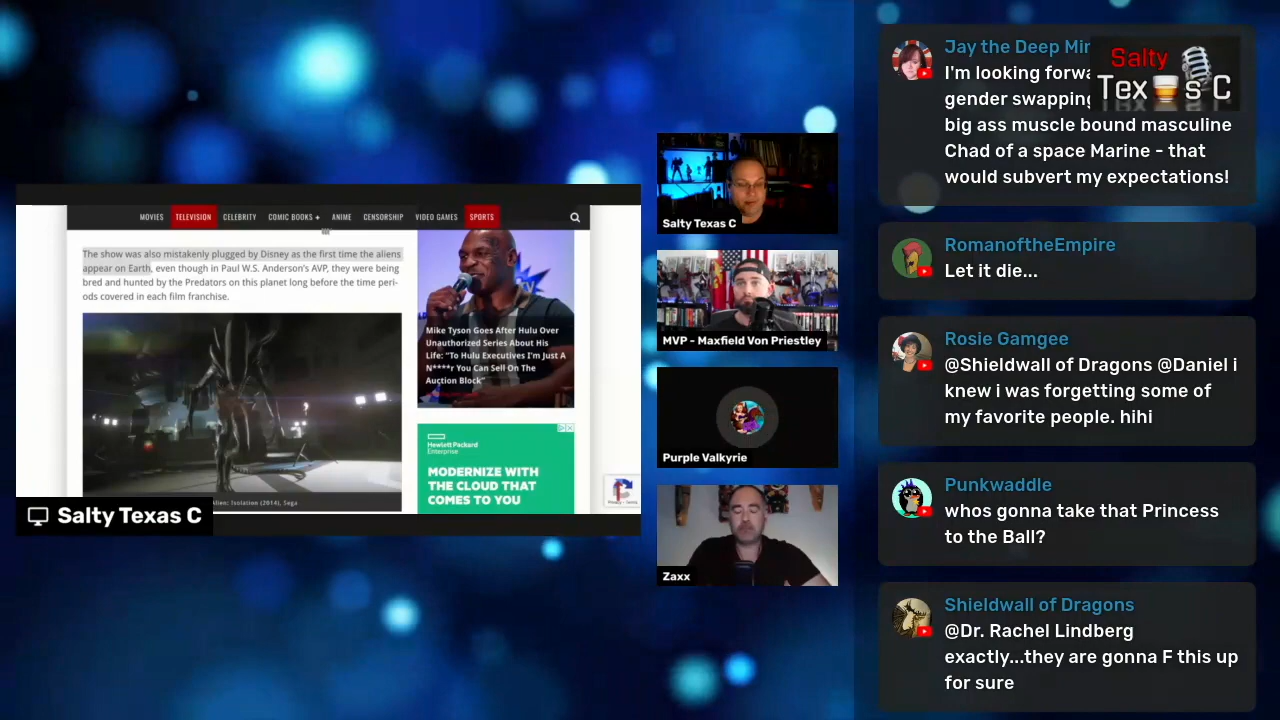 MOVIES TELEVISION CELEBRITY COMIC BOOKS + ANIME CENSORSHIP VIDEO GAMES SPORTS
The show was also mistakenly plugged by Disney as the first time the aliens
appear on Earth, even though in Paul W.S. Anderson's AVP, they were being
bred and hunted by the Predators on this planet long before the time peri-
ods covered in each film franchise.
Alien: Isolation (2014), Sega
Mike Tyson Goes After Hulu Over
Unauthorized Series About His
Life: "To Hulu Executives I'm Just A
N****r You Can Sell On The
Auction Block"
Hewlett Packard
Enterprise
MODERNIZE WITH
THE CLOUD THAT
COMES TO YOU
Privacy - Terms
Salty Texas C
Salty Texas C
MVP - Maxfield Von Priestley
Purple Valkyrie
Zaxx
Salty
Tex s C
Jay the Deep Mir
I'm looking forwa
gender swapping
big ass muscle bound masculine
Chad of a space Marine - that
would subvert my expectations!
RomanoftheEmpire
Let it die...
Rosie Gamgee
@Shieldwall of Dragons @Daniel i
knew i was forgetting some of
my favorite people. hihi
Punkwaddle
whos gonna take that Princess
to the Ball?
Shieldwall of Dragons
@Dr. Rachel Lindberg
exactly...they are gonna F this up
for sure